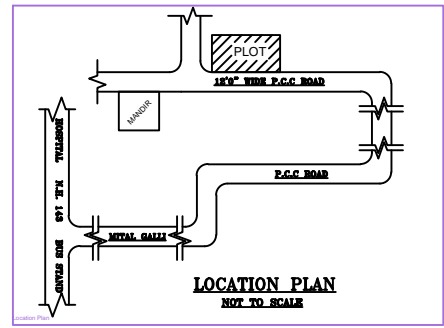 PLOT
12'0" WIDE P.C.C ROAD
MANDIR
HOSPITAL N.H. 143 BUS STAND
P.C.C ROAD
MITAL GALLI
LOCATION PLAN
NOT TO SCALE
Location Plan